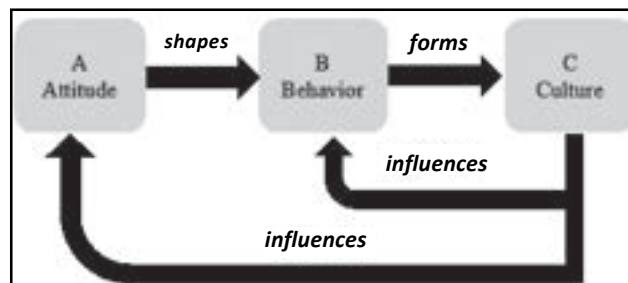 shapes
forms
A
Attitude
B
Behavior
C
Culture
influences
influences